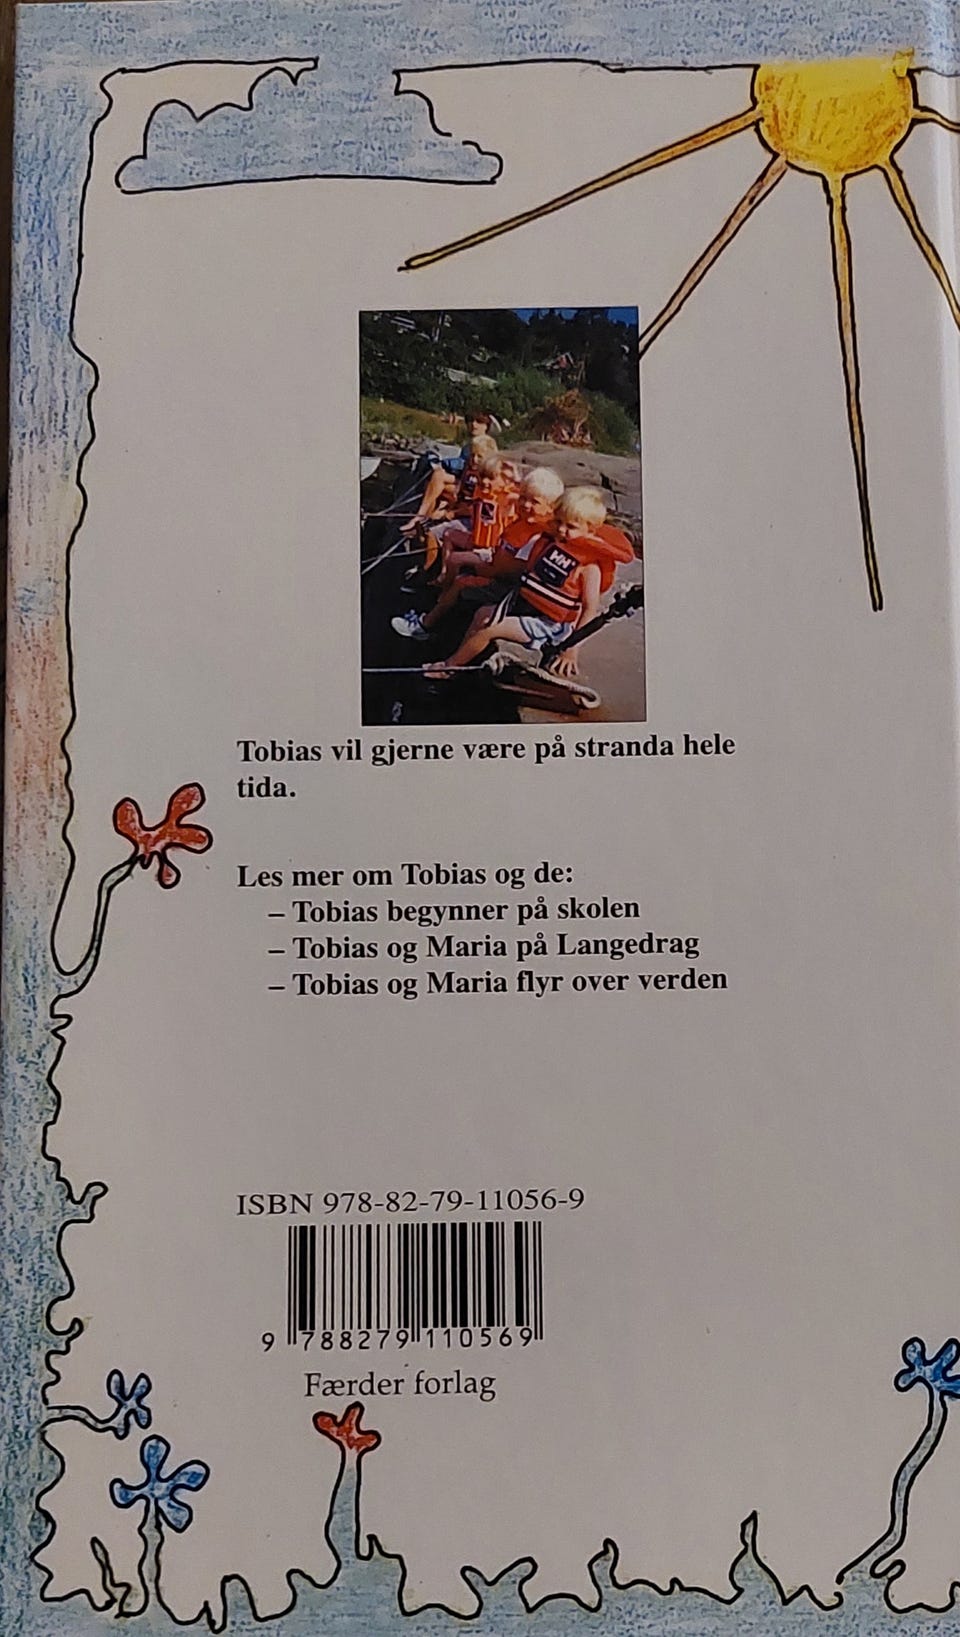 HH
Tobias vil gjerne være på stranda hele
tida.
Les mer om Tobias og de:
– Tobias begynner på skolen
– Tobias og Maria på Langedrag
– Tobias og Maria flyr over verden
ISBN 978-82-79-11056-9
9 788279 110569
Færder forlag